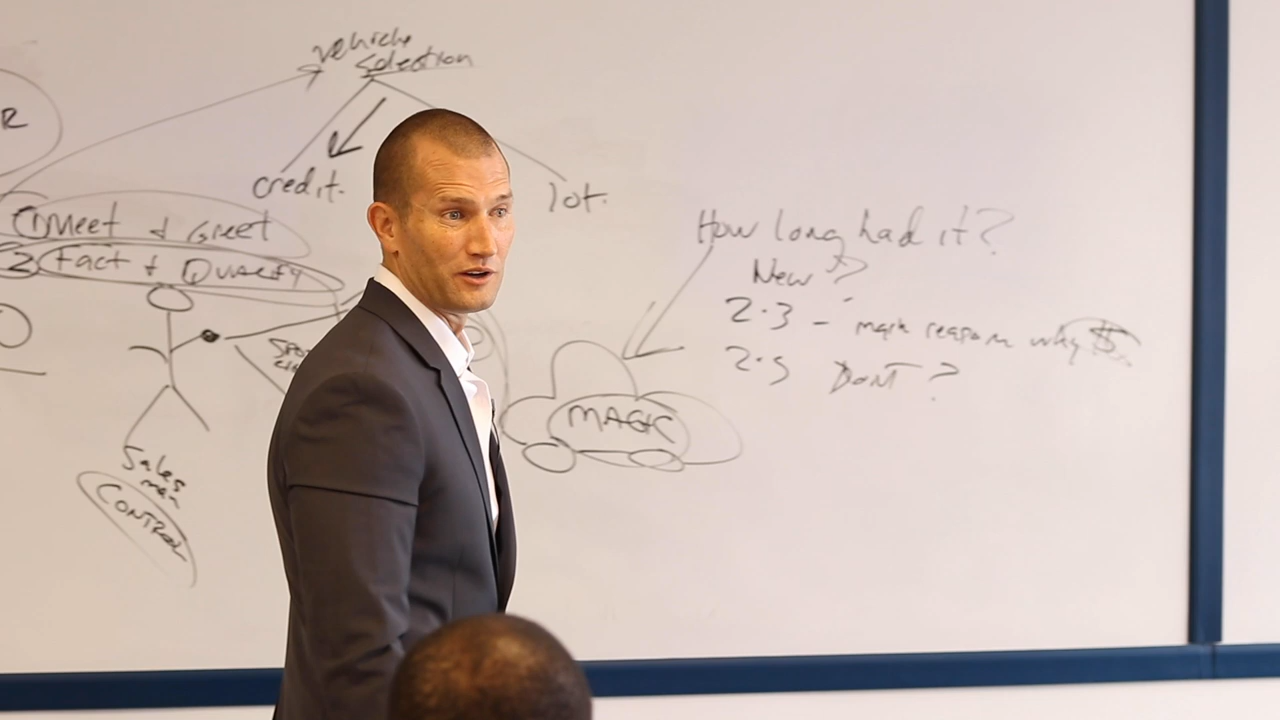 vehicle
selection
R
credit.
lot.
① Meet & Greet
2 Fact & Qualify
How long had it?
New?
2.3 - main reason why $
2.5 DONT?
MAGIC
Sales
man
CONTROL